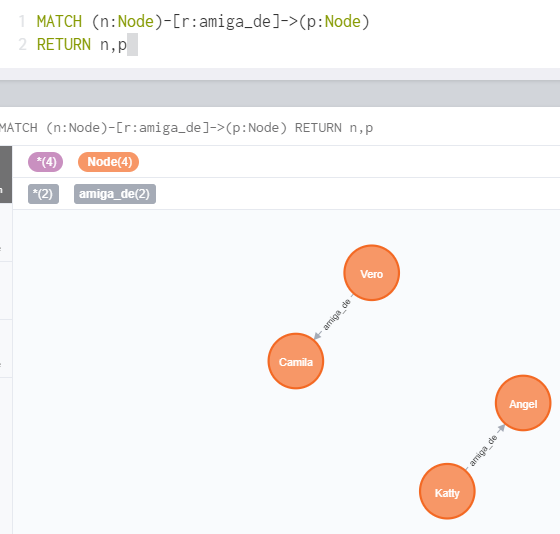 1 MATCH (n:Node)-[r:amiga_de]->(p:Node)
2 RETURN n,p
MATCH (n:Node)-[r:amiga_de]->(p:Node) RETURN n,p
*(4) Node(4)
*(2) amiga_de(2)
Vero
amiga_de
Camila
Angel
amiga_de
Katty